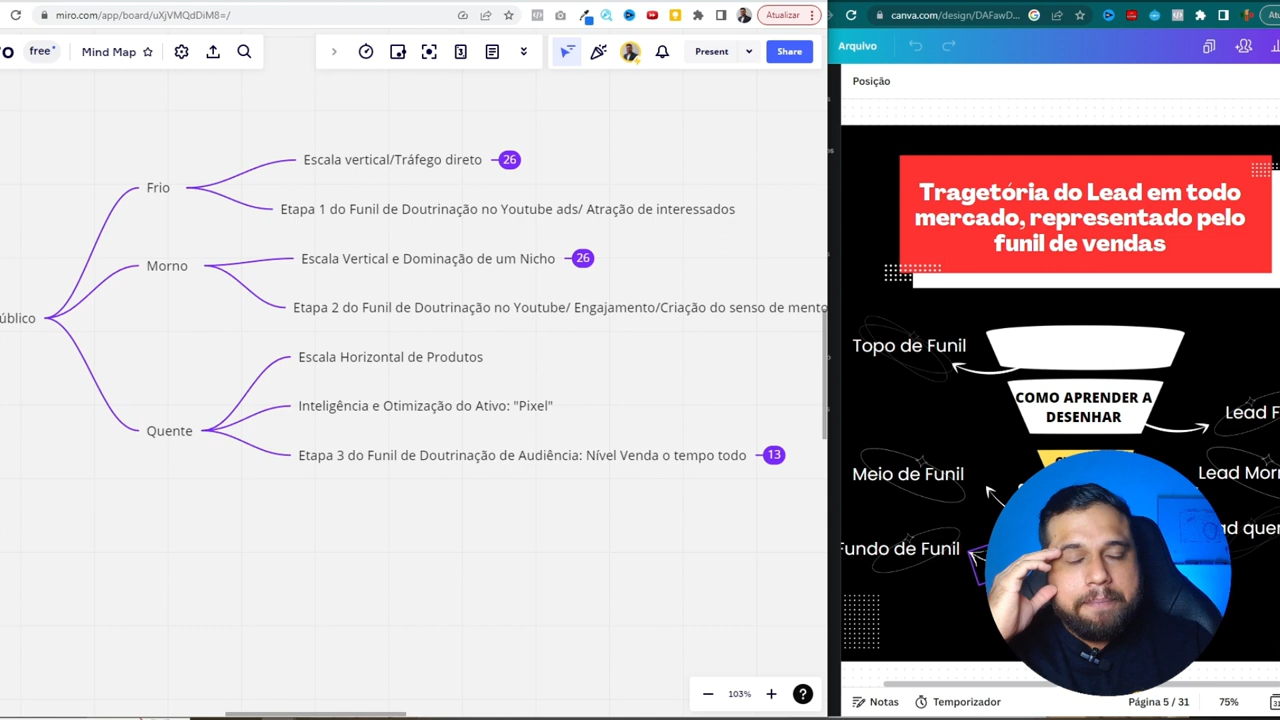 miro.com/app/board/uXjVMQdDiM8=/
Atualizar
free
Mind Map
3
Present
Share
Frio
Escala vertical/Tráfego direto
26
Etapa 1 do Funil de Doutrinação no Youtube ads/ Atração de interessados
Morno
Escala Vertical e Dominação de um Nicho
26
Etapa 2 do Funil de Doutrinação no Youtube/ Engajamento/Criação do senso de mento
úblico
Quente
Escala Horizontal de Produtos
Inteligência e Otimização do Ativo: "Pixel"
Etapa 3 do Funil de Doutrinação de Audiência: Nível Venda o tempo todo
13
103%
?
canva.com/design/DAFawD...
Atualizar
Arquivo
Posição
Tragetória do Lead em todo
mercado, representado pelo
funil de vendas
Topo de Funil
COMO APRENDER A
DESENHAR
Lead F
Meio de Funil
Lead Morn
Fundo de Funil
ad quen
Notas
Temporizador
Página 5 / 31
75%